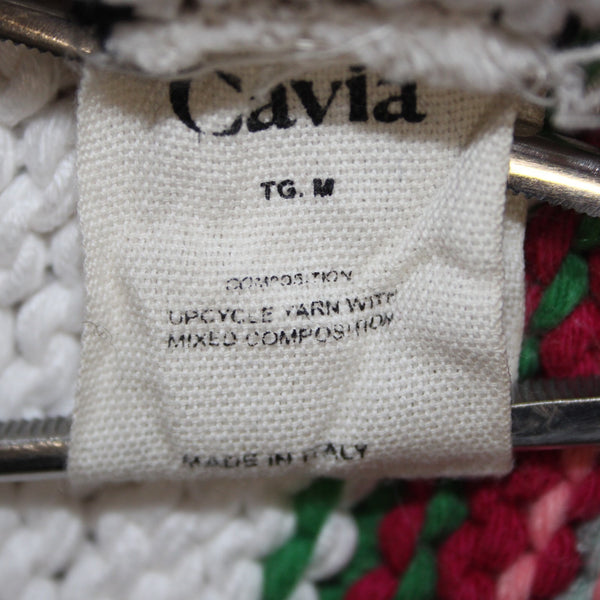 Cavia
TG. M
COMPOSITION
UPCYCLE YARN WITH
MIXED COMPOSITION
MADE IN ITALY